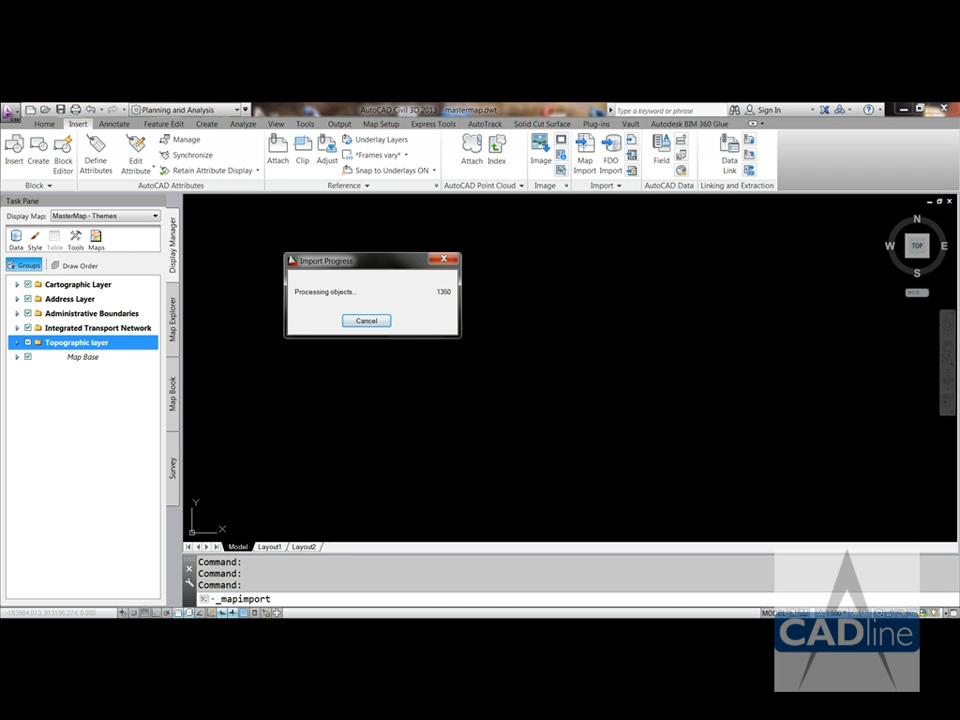 Planning and Analysis
AutoCAD Civil 3D 2013 mastermap.dwt
Type a keyword or phrase
Sign In
Home Insert Annotate Feature Edit Create Analyze View Tools Output Map Setup Express Tools AutoTrack Solid Cut Surface Plug-ins Vault Autodesk BIM 360 Glue
Insert Create Block Editor
Define Attributes
Edit Attribute
Manage
Synchronize
Retain Attribute Display
Attach Clip Adjust
Underlay Layers
*Frames vary*
Snap to Underlays ON
Attach Index
Image
Map Import
FDO Import
Field
Data Link
Block
AutoCAD Attributes
Reference
AutoCAD Point Cloud
Image
Import
AutoCAD Data
Linking and Extraction
Task Pane
Display Map: MasterMap - Themes
Data Style Table Tools Maps
Groups Draw Order
Cartographic Layer
Address Layer
Administrative Boundaries
Integrated Transport Network
Topographic layer
Map Base
Display Manager
Map Explorer
Map Book
Survey
Import Progress
Processing objects... 1350
Cancel
N
W TOP E
S
WCS
Y
X
Model Layout1 Layout2
Command:
Command:
Command:
-_mapimport
MODEL
CADline